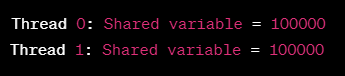 Thread 0: Shared variable = 100000
Thread 1: Shared variable = 100000